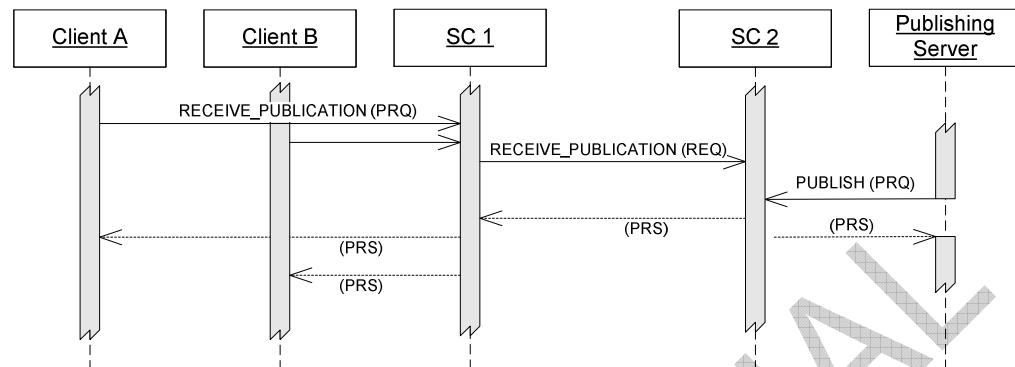 Client A
Client B
SC 1
SC 2
Publishing
Server
RECEIVE_PUBLICATION (PRQ)
RECEIVE_PUBLICATION (REQ)
PUBLISH (PRQ)
(PRS)
(PRS)
(PRS)
(PRS)